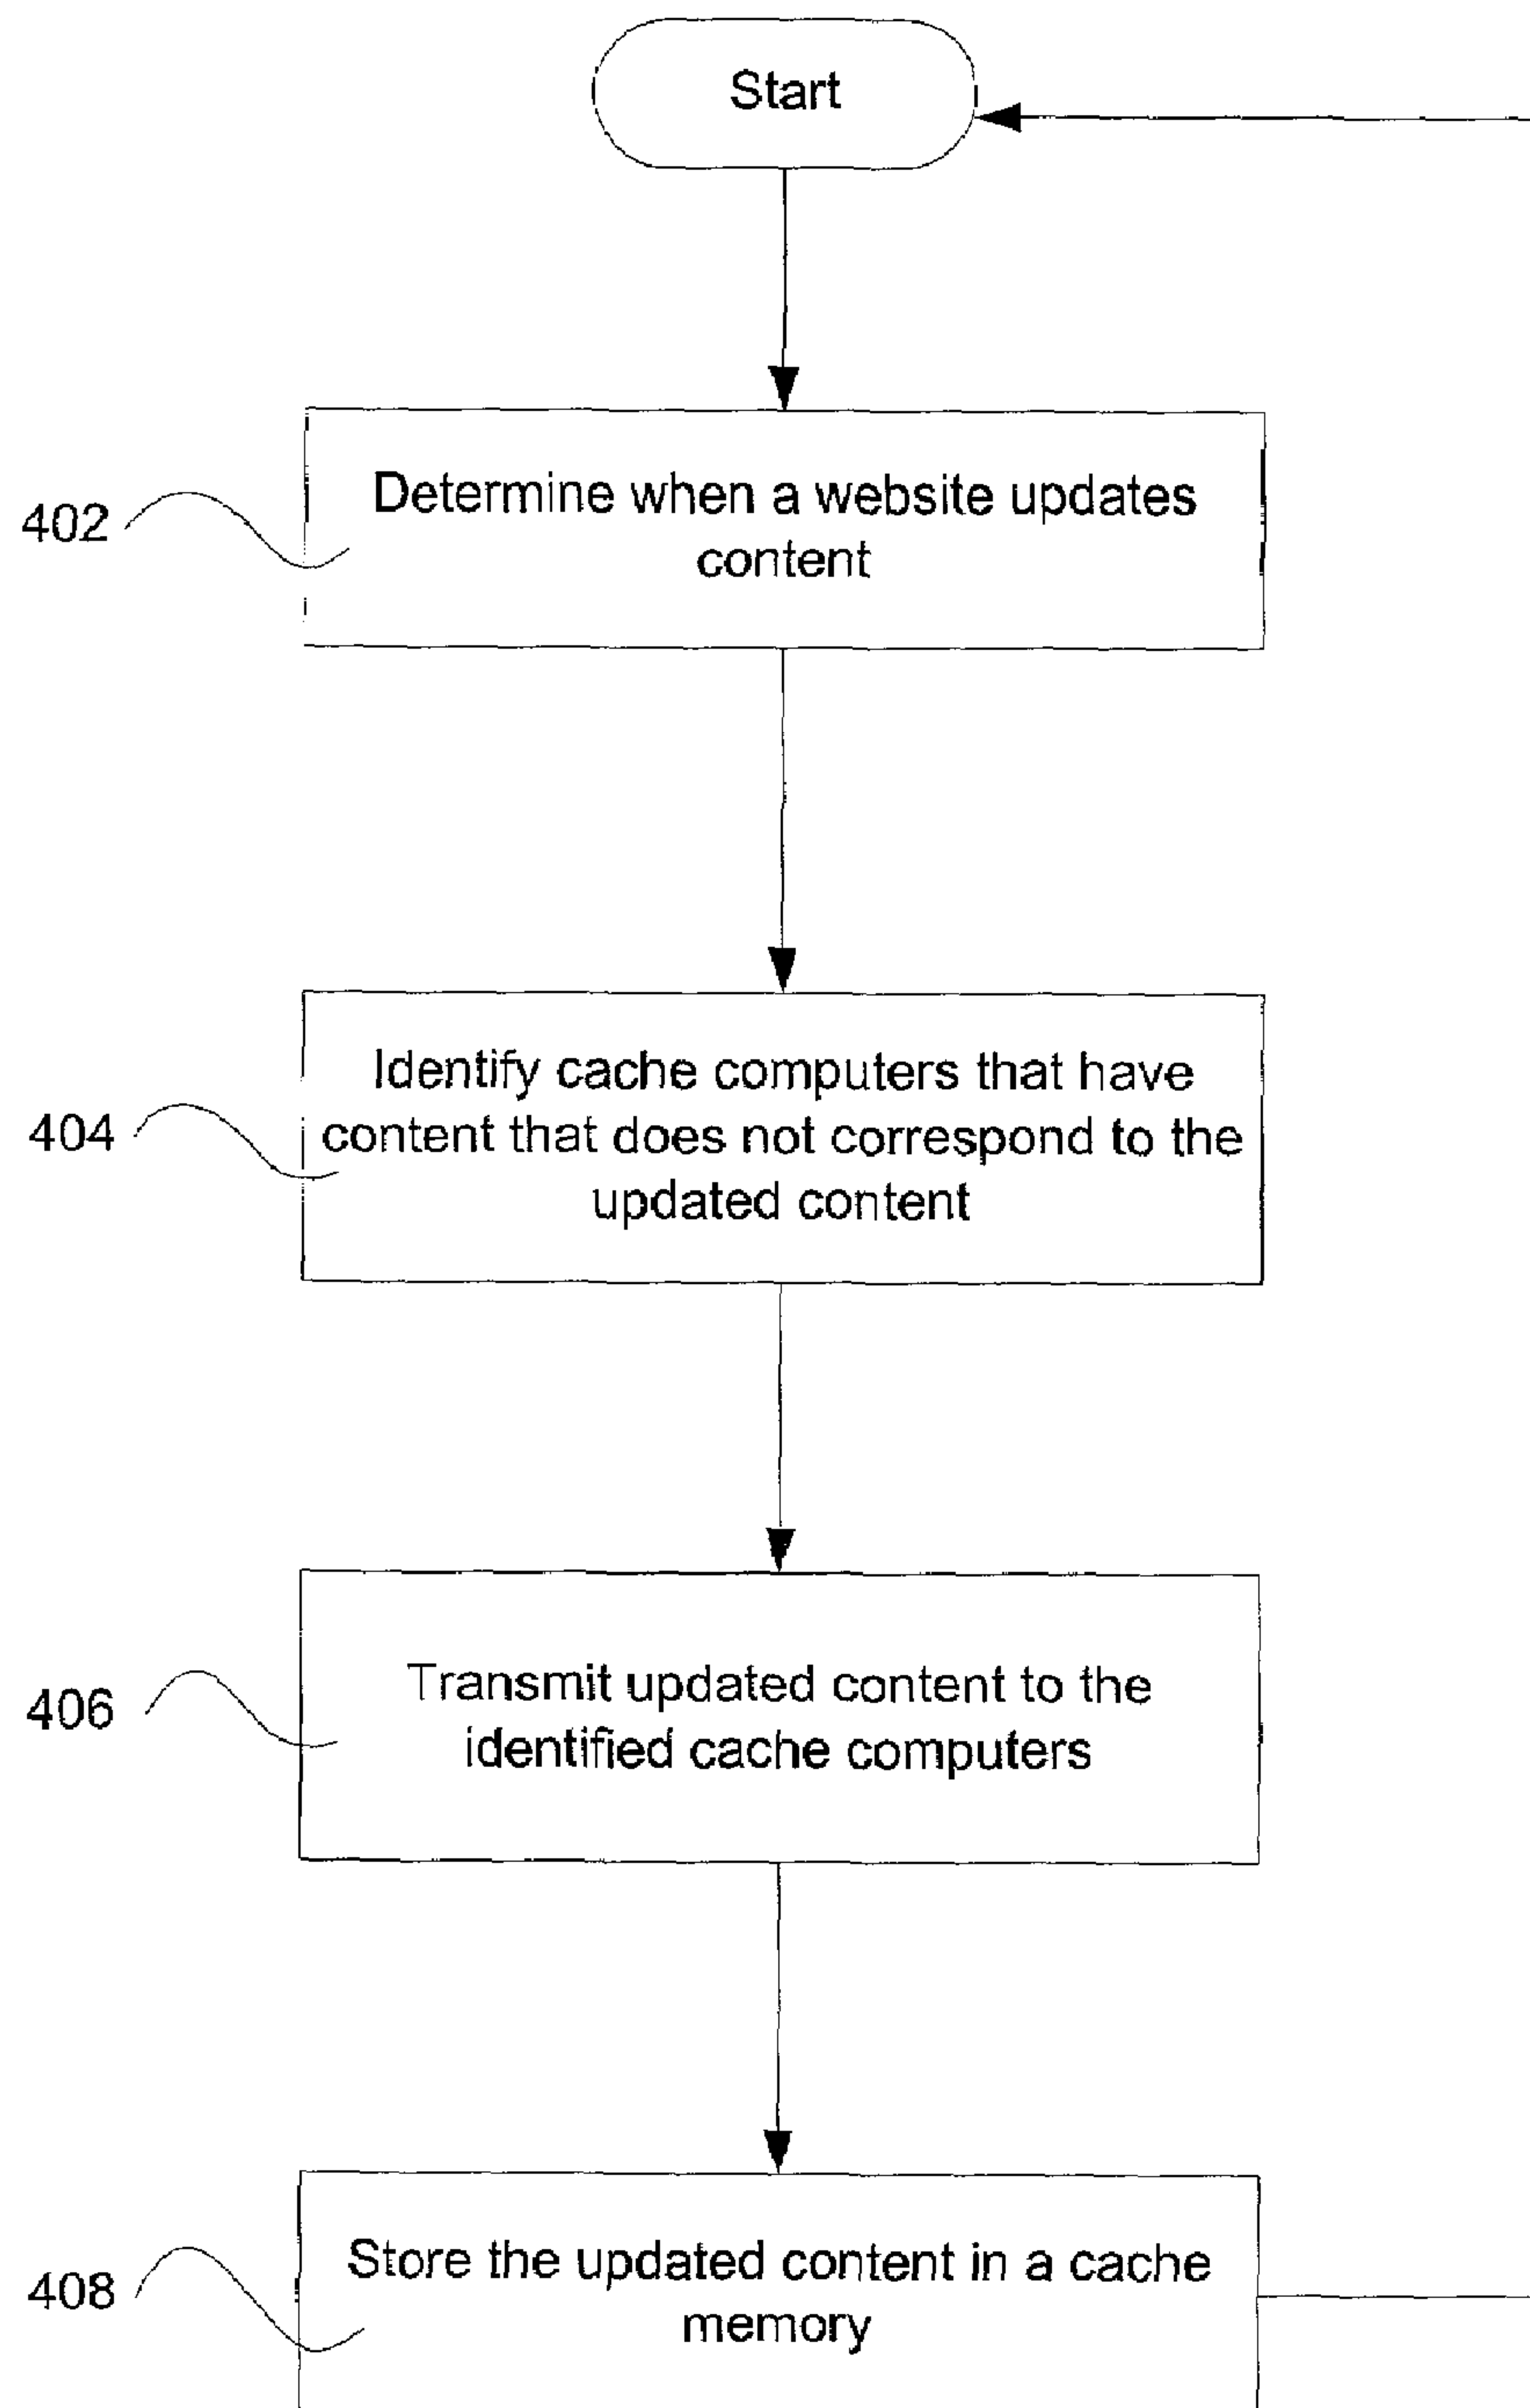 Start
402
Determine when a website updates
content
404
Identify cache computers that have
content that does not correspond to the
updated content
406
Transmit updated content to the
identified cache computers
408
Store the updated content in a cache
memory